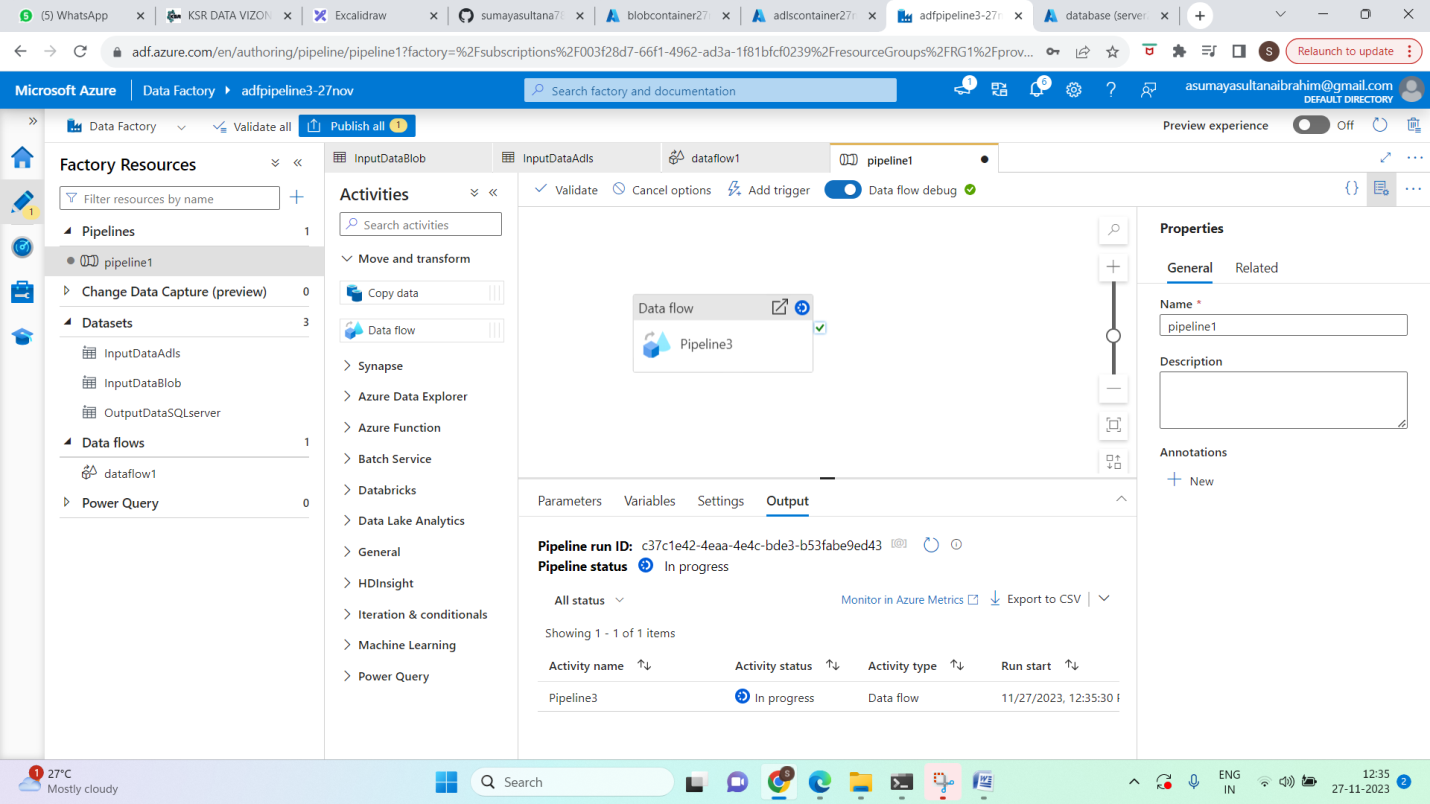 (5) WhatsApp
KSR DATA VIZON
Excalidraw
sumayasultana78
blobcontainer27n
adlscontainer27n
adfpipeline3-27n
database (server
adf.azure.com/en/authoring/pipeline/pipeline1?factory=%2Fsubscriptions%2F003f28d7-66f1-4962-ad3a-1f81bfcf0239%2FresourceGroups%2FRG1%2Fprov...
S
Relaunch to update
Microsoft Azure
Data Factory
adfpipeline3-27nov
Search factory and documentation
1
6
asumayasultanaibrahim@gmail.com
DEFAULT DIRECTORY
Data Factory
Validate all
Publish all 1
Preview experience
Off
1
Factory Resources
Filter resources by name
Pipelines 1
pipeline1
Change Data Capture (preview) 0
Datasets 3
InputDataAdls
InputDataBlob
OutputDataSQLserver
Data flows 1
dataflow1
Power Query 0
InputDataBlob
InputDataAdls
dataflow1
pipeline1
Activities
Search activities
Move and transform
Copy data
Data flow
Synapse
Azure Data Explorer
Azure Function
Batch Service
Databricks
Data Lake Analytics
General
HDInsight
Iteration & conditionals
Machine Learning
Power Query
Validate
Cancel options
Add trigger
Data flow debug
Data flow
Pipeline3
Parameters
Variables
Settings
Output
Pipeline run ID: c37c1e42-4eaa-4e4c-bde3-b53fabe9ed43
Pipeline status In progress
All status
Monitor in Azure Metrics
Export to CSV
Showing 1 - 1 of 1 items
Activity name Activity status Activity type Run start
Pipeline3 In progress Data flow 11/27/2023, 12:35:30 P
Properties
General
Related
Name *
pipeline1
Description
Annotations
New
1
27°C
Mostly cloudy
Search
S
ENG
IN
12:35
27-11-2023
2